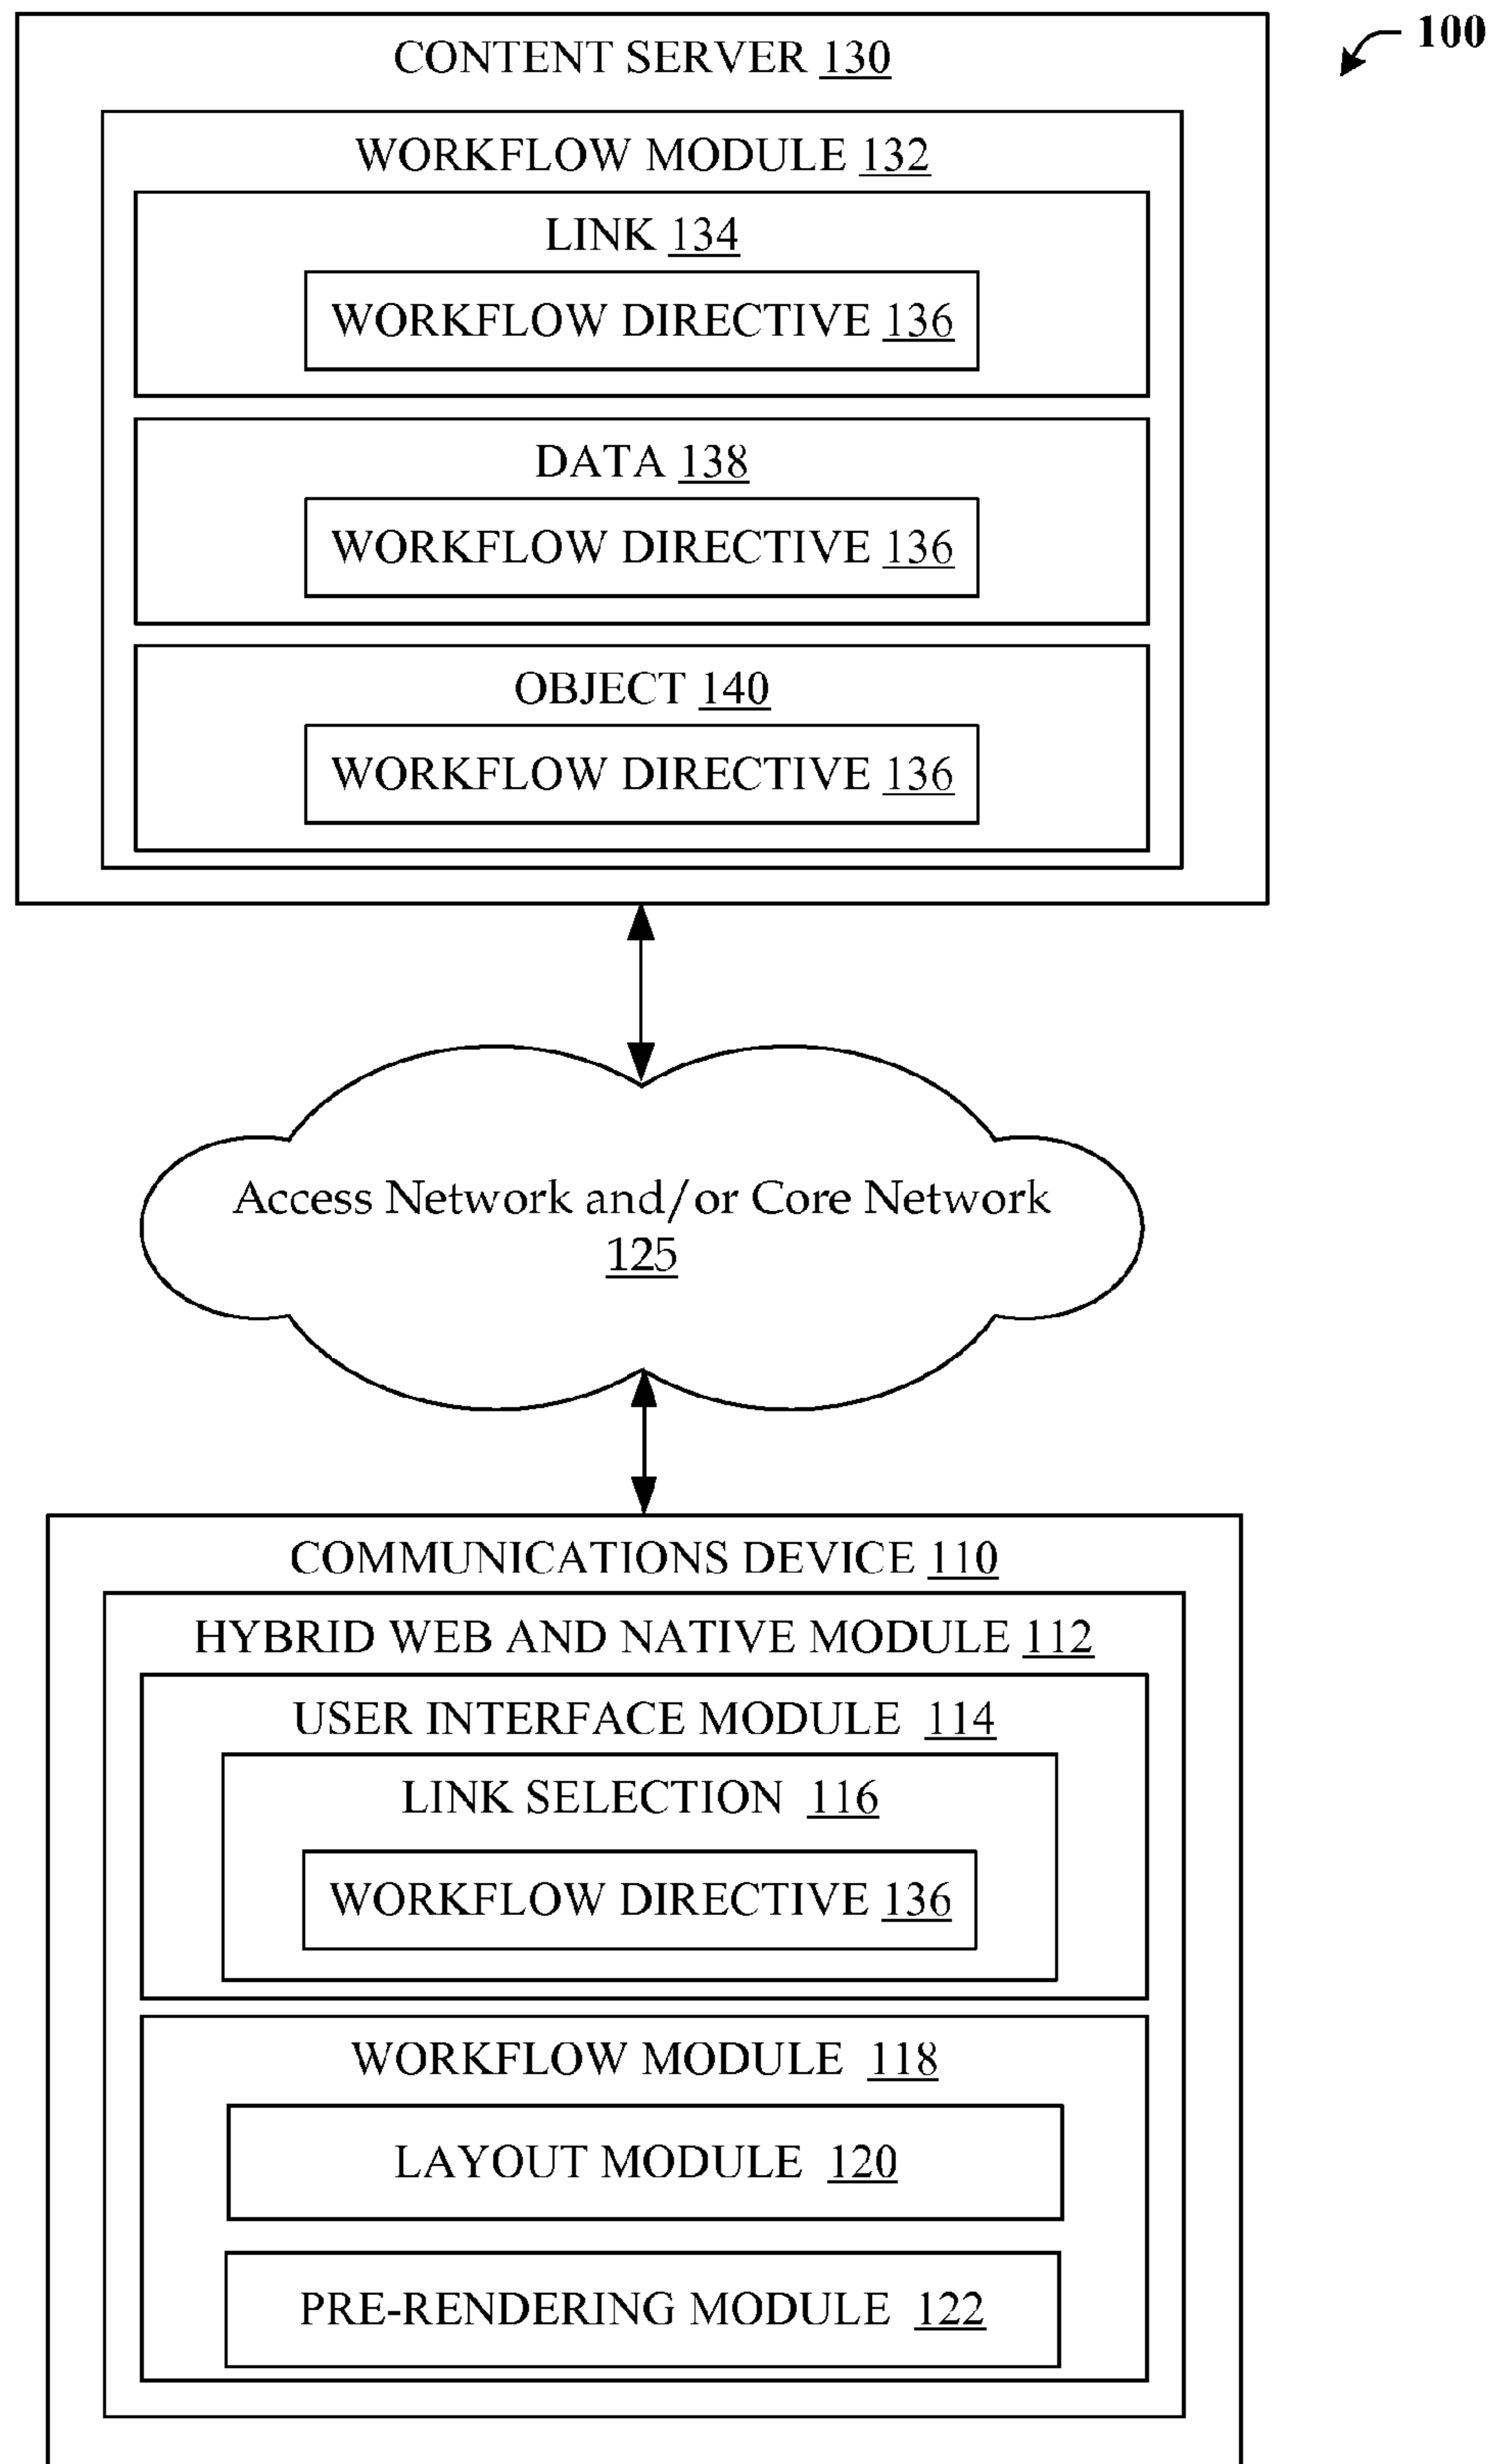 100
CONTENT SERVER 130
WORKFLOW MODULE 132
LINK 134
WORKFLOW DIRECTIVE 136
DATA 138
WORKFLOW DIRECTIVE 136
OBJECT 140
WORKFLOW DIRECTIVE 136
Access Network and/or Core Network
125
COMMUNICATIONS DEVICE 110
HYBRID WEB AND NATIVE MODULE 112
USER INTERFACE MODULE 114
LINK SELECTION 116
WORKFLOW DIRECTIVE 136
WORKFLOW MODULE 118
LAYOUT MODULE 120
PRE-RENDERING MODULE 122